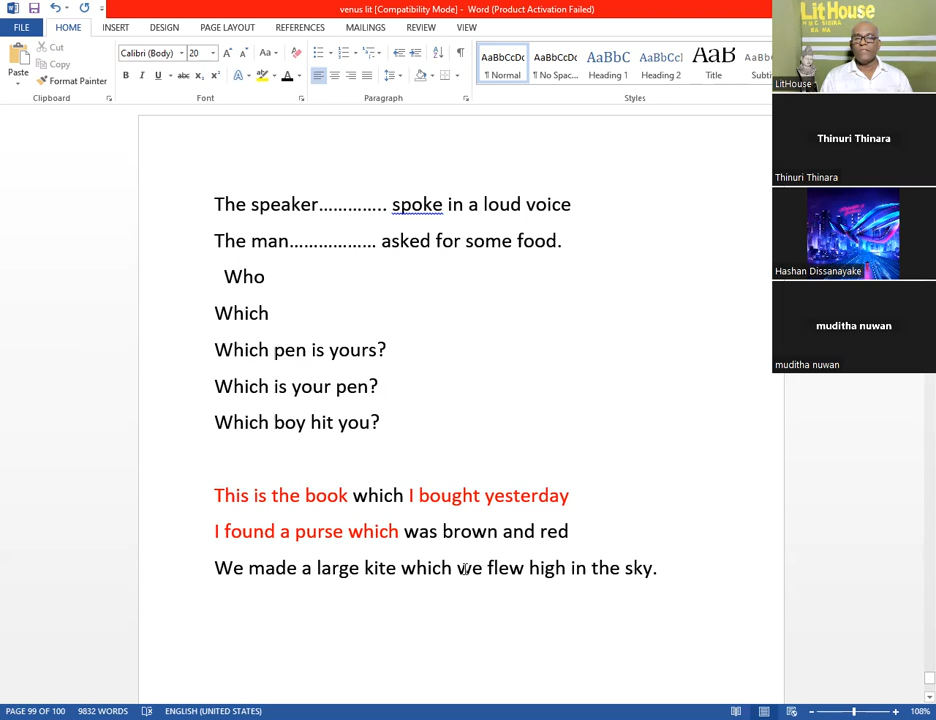 venus lit [Compatibility Mode] - Word (Product Activation Failed)
FILE HOME INSERT DESIGN PAGE LAYOUT REFERENCES MAILINGS REVIEW VIEW
Cut
Copy
Format Painter
Paste
Clipboard
Calibri (Body) 20
Font
Paragraph
AaBbCcDc AaBbCcDc AaBbC AaBbCc AaB AaBbC
¶ Normal ¶ No Spac... Heading 1 Heading 2 Title Subti
Styles
The speaker………….. spoke in a loud voice
The man……………… asked for some food.
Who
Which
Which pen is yours?
Which is your pen?
Which boy hit you?
This is the book which I bought yesterday
I found a purse which was brown and red
We made a large kite which we flew high in the sky.
LitHouse
LitHouse
Thinuri Thinara
Thinuri Thinara
Hashan Dissanayake
muditha nuwan
muditha nuwan
PAGE 99 OF 100 9832 WORDS ENGLISH (UNITED STATES) 108%